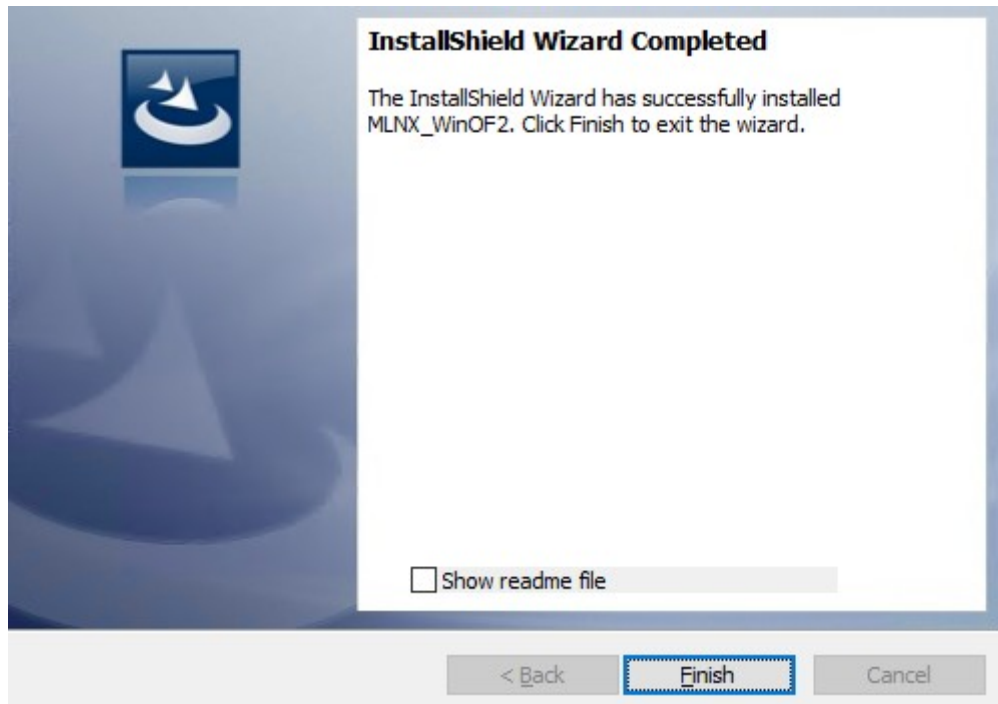 InstallShield Wizard Completed
The InstallShield Wizard has successfully installed
MLNX_WinOF2. Click Finish to exit the wizard.
Show readme file
< Back
Finish
Cancel